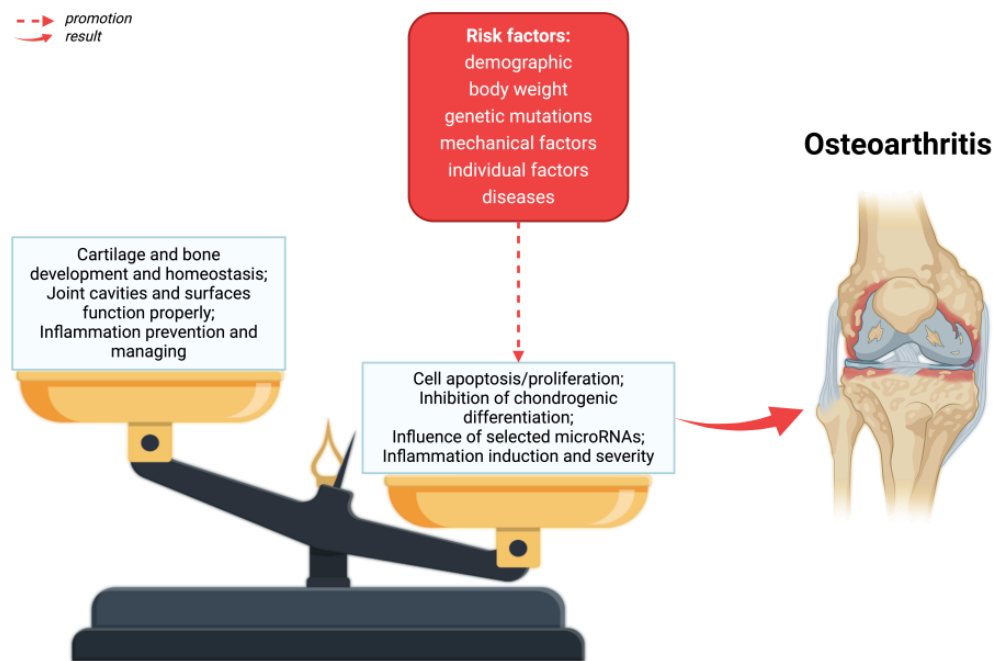 promotion
result
Risk factors:
demographic
body weight
genetic mutations
mechanical factors
individual factors
diseases
Osteoarthritis
Cartilage and bone
development and homeostasis;
Joint cavities and surfaces
function properly;
Inflammation prevention and
managing
Cell apoptosis/proliferation;
Inhibition of chondrogenic
differentiation;
Influence of selected microRNAs;
Inflammation induction and severity